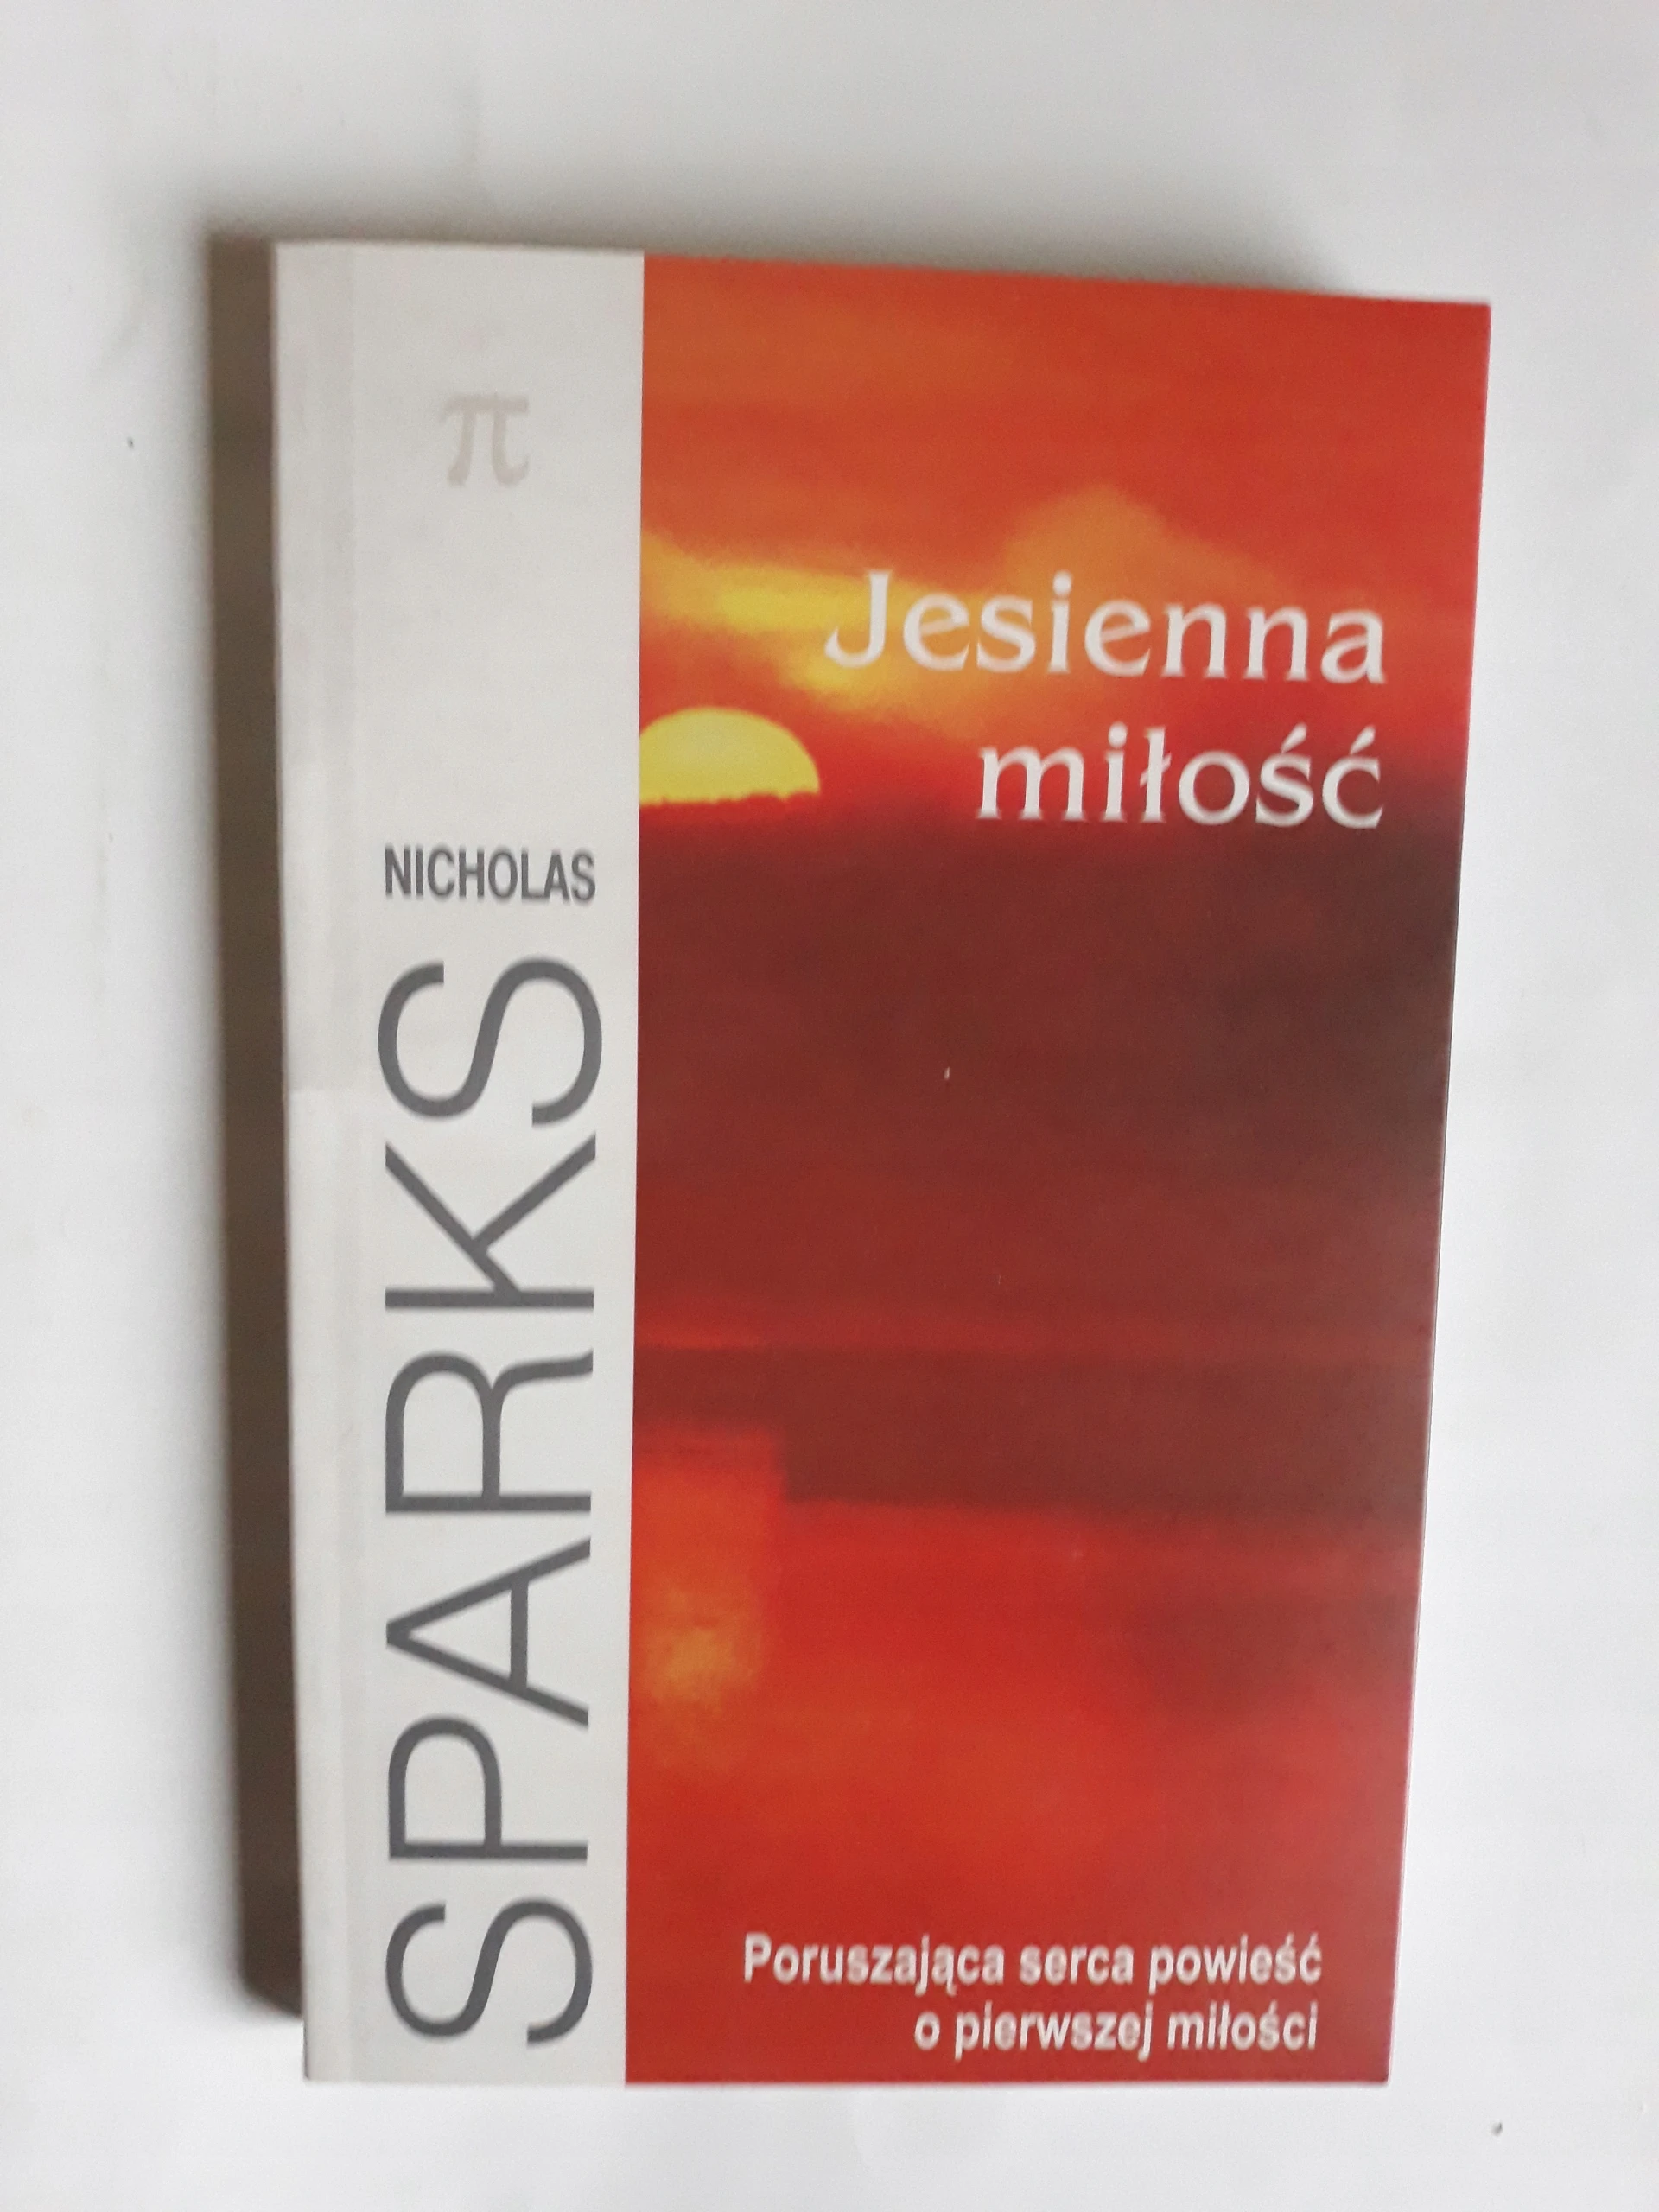 π
NICHOLAS
SPARKS
Jesienna
miłość
Poruszająca serca powieść
o pierwszej miłości